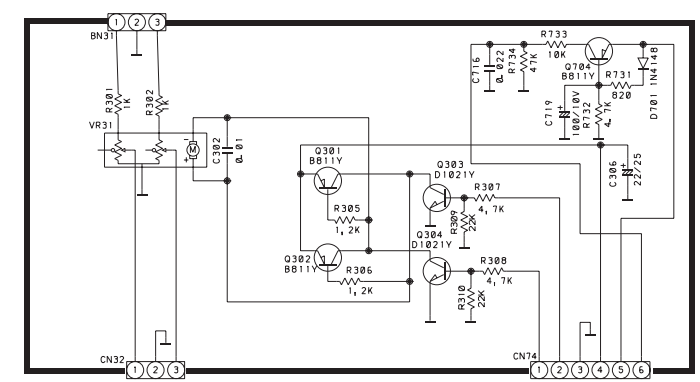 1 2 3
BN31
R301
1K
R302
1K
VR31
-
M
+
C302
0.01
Q301
B811Y
R305
1,2K
Q302
B811Y
R306
1,2K
Q303
D1021Y
R307
4,7K
R309
22K
Q304
D1021Y
R308
4,7K
R310
22K
C716
0.022
R734
47K
R733
10K
Q704
B811Y
R731
820
D701 1N4148
C719
+
100/10V
R732
4,7K
C306
+
22/25
CN32
1 2 3
CN74
1 2 3 4 5 6